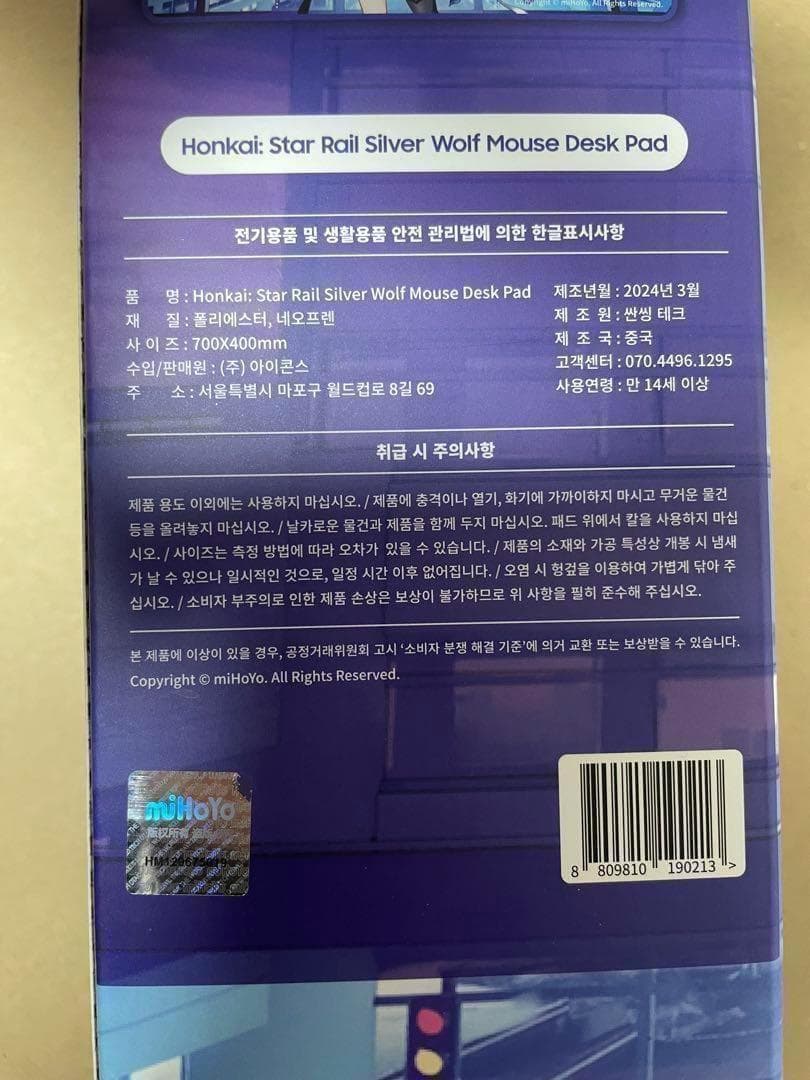 Copyright © miHoYo. All Rights Reserved.
Honkai: Star Rail Silver Wolf Mouse Desk Pad
전기용품 및 생활용품 안전 관리법에 의한 한글표시사항
품 명 : Honkai: Star Rail Silver Wolf Mouse Desk Pad
재 질 : 폴리에스터, 네오프렌
사 이 즈 : 700X400mm
수입/판매원 : (주) 아이콘스
주 소 : 서울특별시 마포구 월드컵로 8길 69
제조년월 : 2024년 3월
제 조 원 : 싼씽 테크
제 조 국 : 중국
고객센터 : 070.4496.1295
사용연령 : 만 14세 이상
취급 시 주의사항
제품 용도 이외에는 사용하지 마십시오. / 제품에 충격이나 열기, 화기에 가까이하지 마시고 무거운 물건
등을 올려놓지 마십시오. / 날카로운 물건과 제품을 함께 두지 마십시오. 패드 위에서 칼을 사용하지 마십
시오. / 사이즈는 측정 방법에 따라 오차가 있을 수 있습니다. / 제품의 소재와 가공 특성상 개봉 시 냄새
가 날 수 있으나 일시적인 것으로, 일정 시간 이후 없어집니다. / 오염 시 헝겊을 이용하여 가볍게 닦아 주
십시오. / 소비자 부주의로 인한 제품 손상은 보상이 불가하므로 위 사항을 필히 준수해 주십시오.
본 제품에 이상이 있을 경우, 공정거래위원회 고시 ‘소비자 분쟁 해결 기준’에 의거 교환 또는 보상받을 수 있습니다.
Copyright © miHoYo. All Rights Reserved.
miHoYo
版权所有
8 809810 190213 >